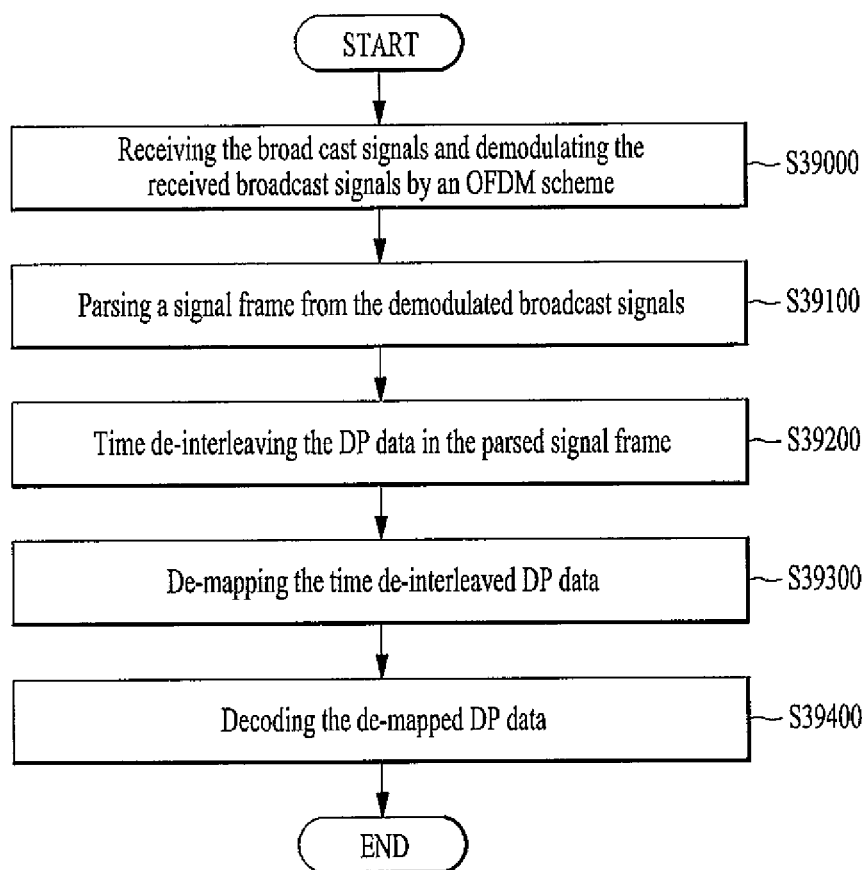 START
Receiving the broad cast signals and demodulating the
received broadcast signals by an OFDM scheme
S39000
Parsing a signal frame from the demodulated broadcast signals
S39100
Time de-interleaving the DP data in the parsed signal frame
S39200
De-mapping the time de-interleaved DP data
S39300
Decoding the de-mapped DP data
S39400
END